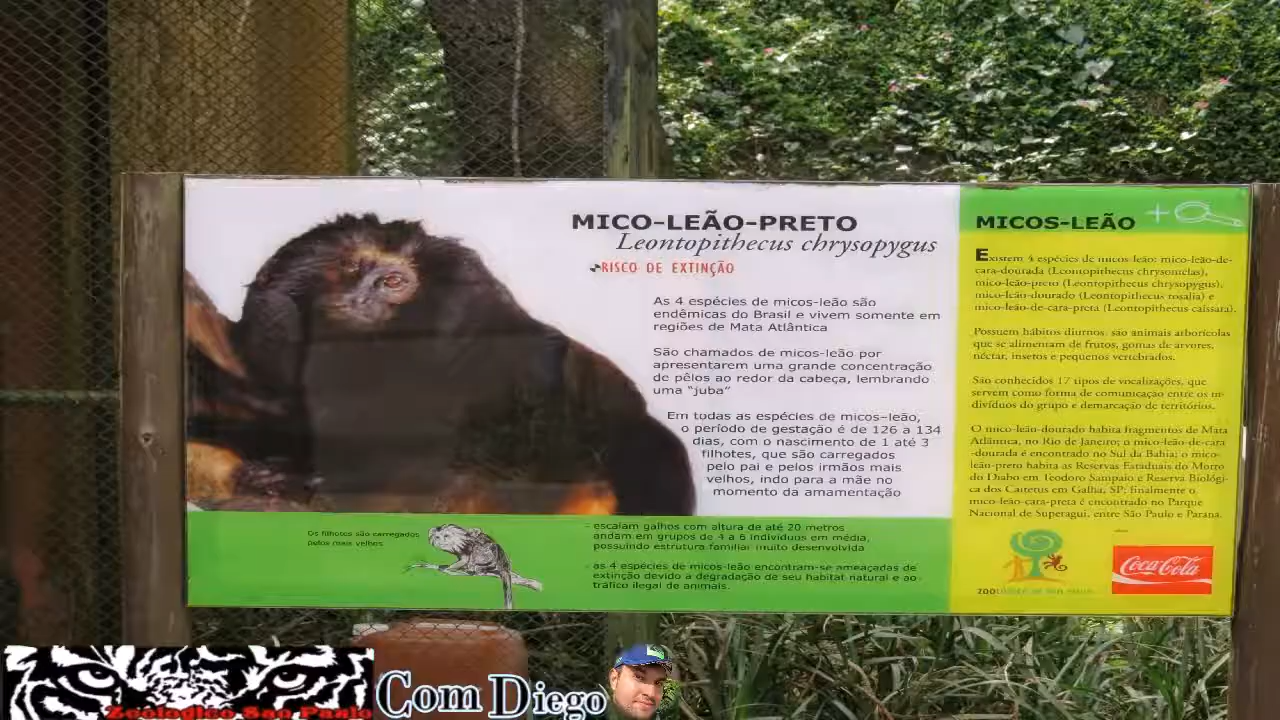 MICO-LEÃO-PRETO
Leontopithecus chrysopygus
RISCO DE EXTINÇÃO
As 4 espécies de micos-leão são
endêmicas do Brasil e vivem somente em
regiões de Mata Atlântica
São chamados de micos-leão por
apresentarem uma grande concentração
de pêlos ao redor da cabeça, lembrando
uma "juba"
Em todas as espécies de micos-leão,
o período de gestação é de 126 a 134
dias, com o nascimento de 1 até 3
filhotes, que são carregados
pelo pai e pelos irmãos mais
velhos, indo para a mãe no
momento da amamentação
Os filhotes são carregados
pelos mais velhos
- escalam galhos com altura de até 20 metros
andam em grupos de 4 a 6 indivíduos em média,
possuindo estrutura familiar muito desenvolvida
- as 4 espécies de micos-leão encontram-se ameaçadas de
extinção devido a degradação de seu habitat natural e ao
tráfico ilegal de animais.
MICOS-LEÃO
Existem 4 espécies de micos-leão: mico-leão-de-
cara-dourada (Leontopithecus chrysomelas),
mico-leão-preto (Leontopithecus chrysopygus),
mico-leão-dourado (Leontopithecus rosalia) e
mico-leão-de-cara-preta (Leontopithecus caissara).
Possuem hábitos diurnos, são animais arborícolas
que se alimentam de frutos, gomas de árvores,
néctar, insetos e pequenos vertebrados.
São conhecidos 17 tipos de vocalizações, que
servem como forma de comunicação entre os in-
divíduos do grupo e demarcação de territórios.
O mico-leão-dourado habita fragmentos de Mata
Atlântica, no Rio de Janeiro; o mico-leão-de-cara
-dourada é encontrado no Sul da Bahia; o mico-
leão-preto habita as Reservas Estaduais do Morro
do Diabo em Teodoro Sampaio e Reserva Biológi-
ca dos Caitetus em Galha, SP; finalmente o
mico-leão-cara-preta é encontrado no Parque
Nacional de Superagui, entre São Paulo e Paraná.
ZOOLÓGICO DE SÃO PAULO
Coca-Cola
Zoológico São Paulo
Com Diego